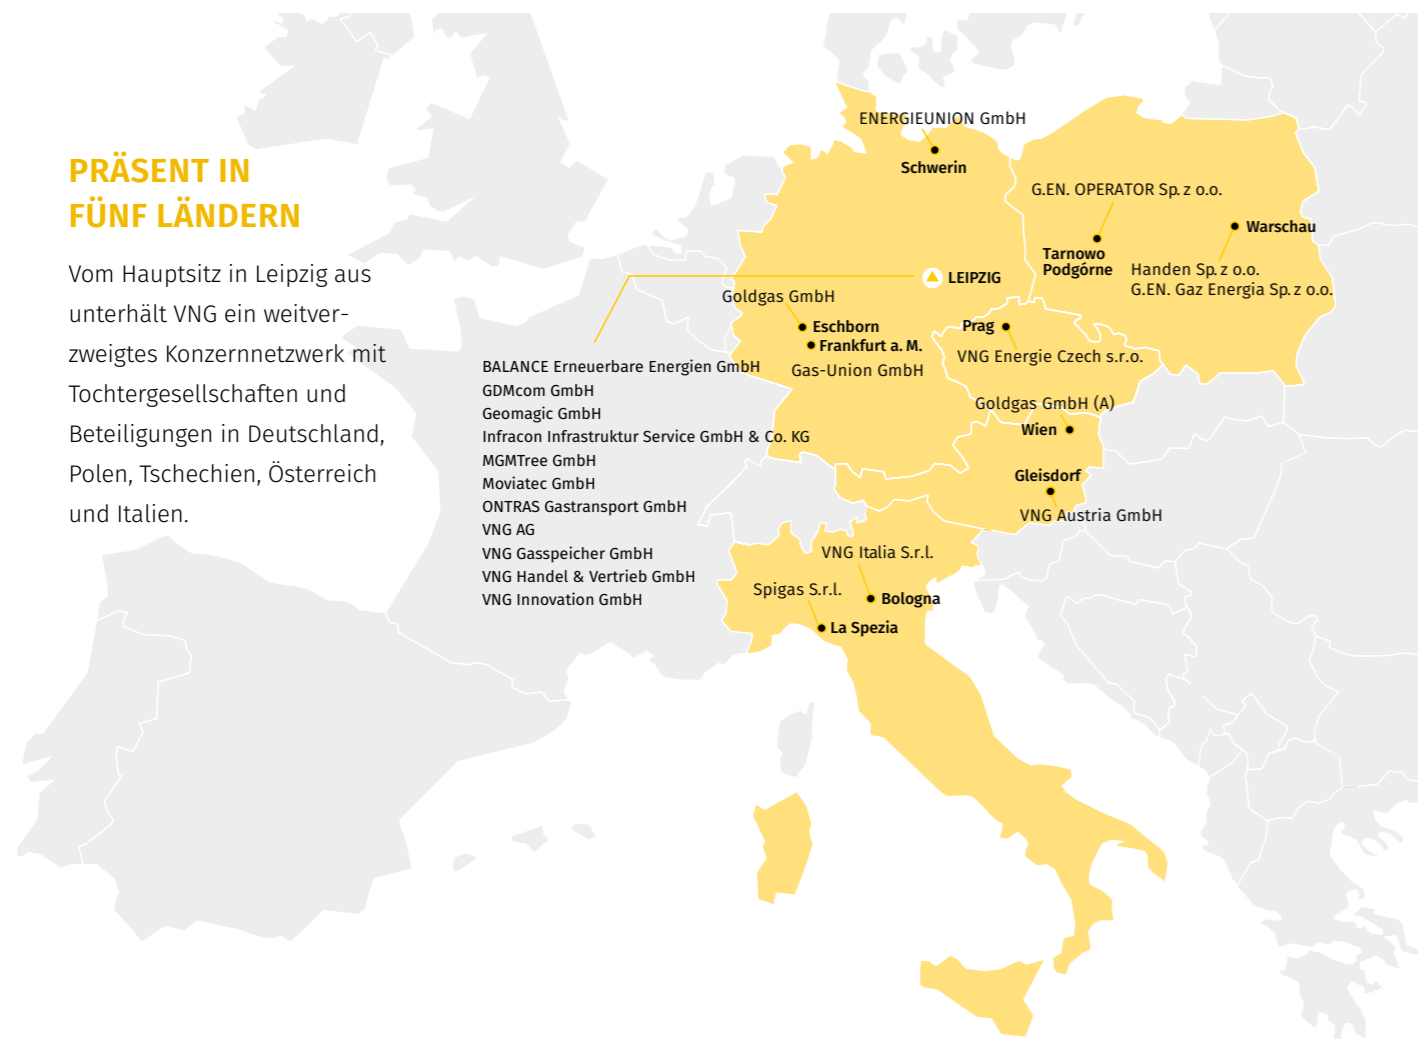 PRÄSENT IN
FÜNF LÄNDERN
Vom Hauptsitz in Leipzig aus
unterhält VNG ein weitver-
zweigtes Konzernnetzwerk mit
Tochtergesellschaften und
Beteiligungen in Deutschland,
Polen, Tschechien, Österreich
und Italien.
ENERGIEUNION GmbH
Schwerin
G.EN. OPERATOR Sp. z o.o.
Tarnowo
Podgórne
Warschau
Handen Sp. z o.o.
G.EN. Gaz Energia Sp. z o.o.
LEIPZIG
BALANCE Erneuerbare Energien GmbH
GDMcom GmbH
Geomagic GmbH
Infracon Infrastruktur Service GmbH & Co. KG
MGMTree GmbH
Moviatec GmbH
ONTRAS Gastransport GmbH
VNG AG
VNG Gasspeicher GmbH
VNG Handel & Vertrieb GmbH
VNG Innovation GmbH
Goldgas GmbH
Eschborn
Frankfurt a. M.
Gas-Union GmbH
Prag
VNG Energie Czech s.r.o.
Goldgas GmbH (A)
Wien
Gleisdorf
VNG Austria GmbH
VNG Italia S.r.l.
Bologna
Spigas S.r.l.
La Spezia